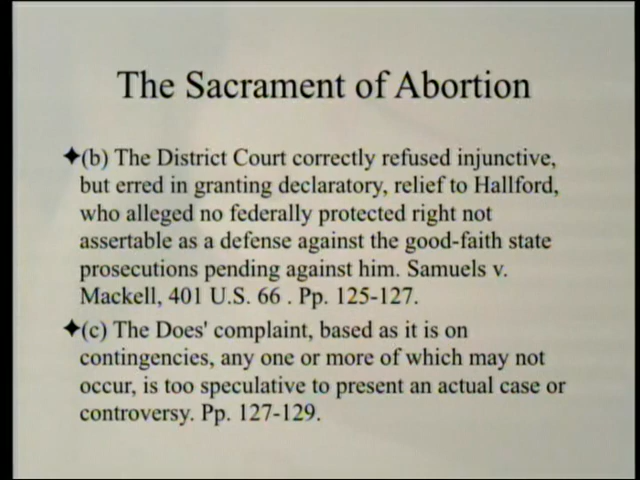 The Sacrament of Abortion
✦(b) The District Court correctly refused injunctive,
but erred in granting declaratory, relief to Hallford,
who alleged no federally protected right not
assertable as a defense against the good-faith state
prosecutions pending against him. Samuels v.
Mackell, 401 U.S. 66 . Pp. 125-127.
✦(c) The Does' complaint, based as it is on
contingencies, any one or more of which may not
occur, is too speculative to present an actual case or
controversy. Pp. 127-129.